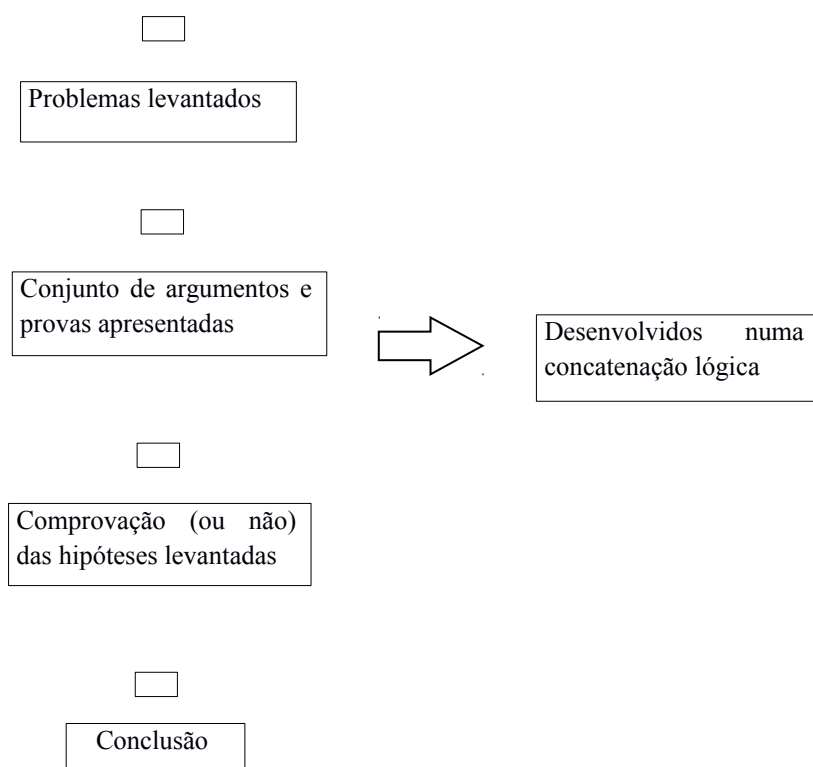 Problemas levantados
Conjunto de argumentos e
provas apresentadas
Desenvolvidos numa
concatenação lógica
Comprovação (ou não)
das hipóteses levantadas
Conclusão